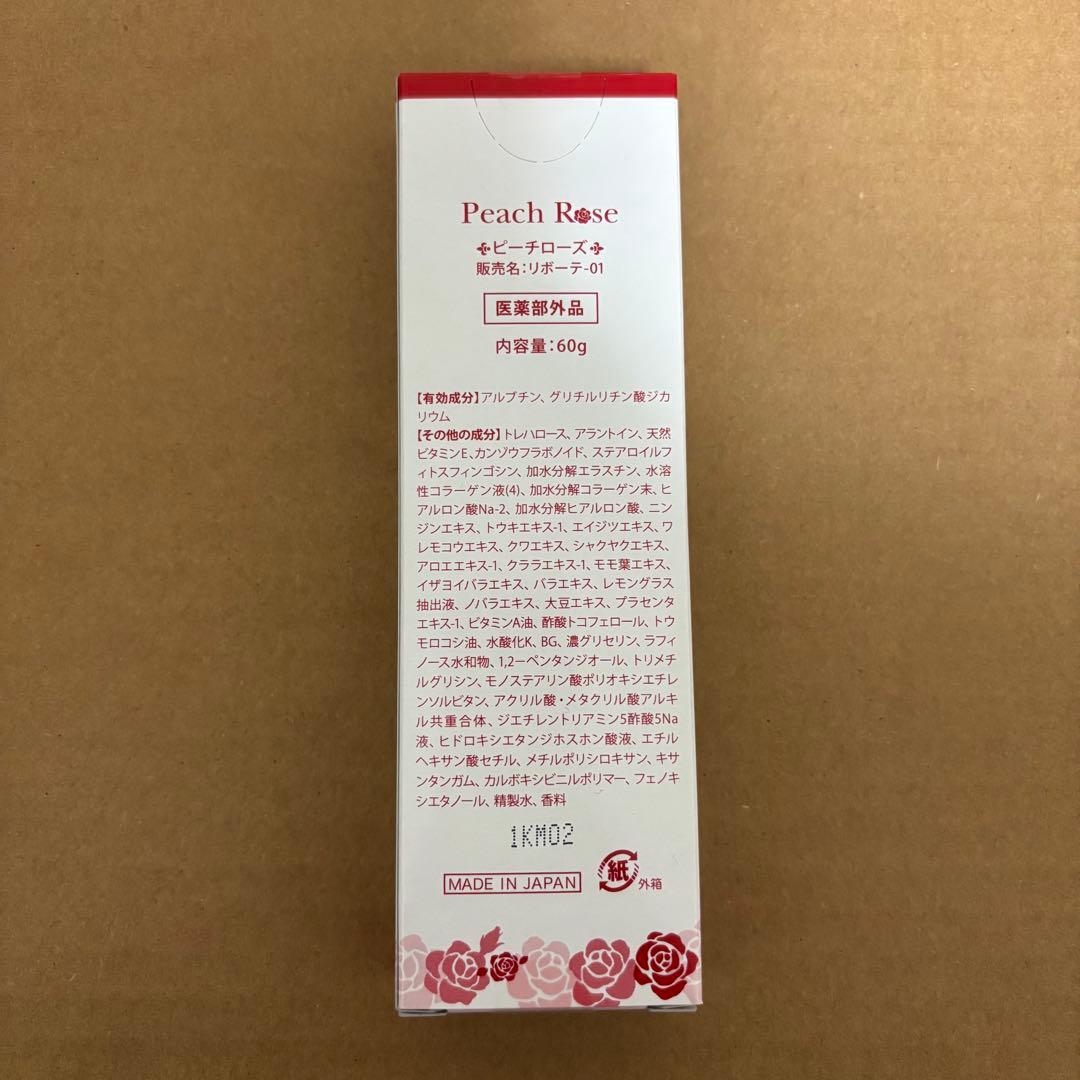 Peach Rose
ピーチローズ
販売名：リボーテ-01
医薬部外品
内容量：60g
【有効成分】アルブチン、グリチルリチン酸ジカ
リウム
【その他の成分】トレハロース、アラントイン、天然
ビタミンE、カンゾウフラボノイド、ステアロイルフ
ィトスフィンゴシン、加水分解エラスチン、水溶
性コラーゲン液(4)、加水分解コラーゲン末、ヒ
アルロン酸Na-2、加水分解ヒアルロン酸、ニン
ジンエキス、トウキエキス-1、エイジツエキス、ワ
レモコウエキス、クワエキス、シャクヤクエキス、
アロエエキス-1、クララエキス-1、モモ葉エキス、
イザヨイバラエキス、バラエキス、レモングラス
抽出液、ノバラエキス、大豆エキス、プラセンタ
エキス-1、ビタミンA油、酢酸トコフェロール、トウ
モロコシ油、水酸化K、BG、濃グリセリン、ラフィ
ノース水和物、1,2－ペンタンジオール、トリメチ
ルグリシン、モノステアリン酸ポリオキシエチレ
ンソルビタン、アクリル酸・メタクリル酸アルキ
ル共重合体、ジエチレントリアミン5酢酸5Na
液、ヒドロキシエタンジホスホン酸液、エチル
ヘキサン酸セチル、メチルポリシロキサン、キサ
ンタンガム、カルボキシビニルポリマー、フェノキ
シエタノール、精製水、香料
1KM02
MADE IN JAPAN
紙
外箱